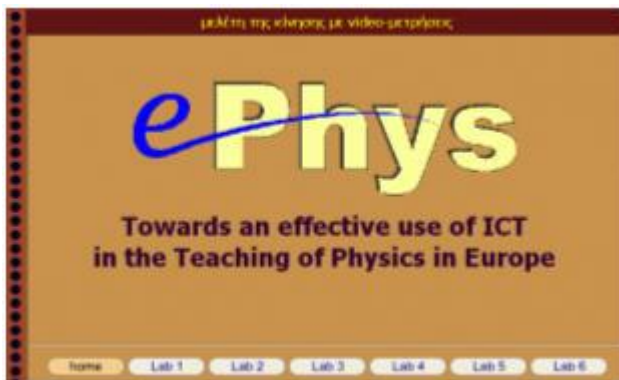 μελέτη της κίνησης με video-μετρήσεις
ePhys
Towards an effective use of ICT
in the Teaching of Physics in Europe
home Lab 1 Lab 2 Lab 3 Lab 4 Lab 5 Lab 6